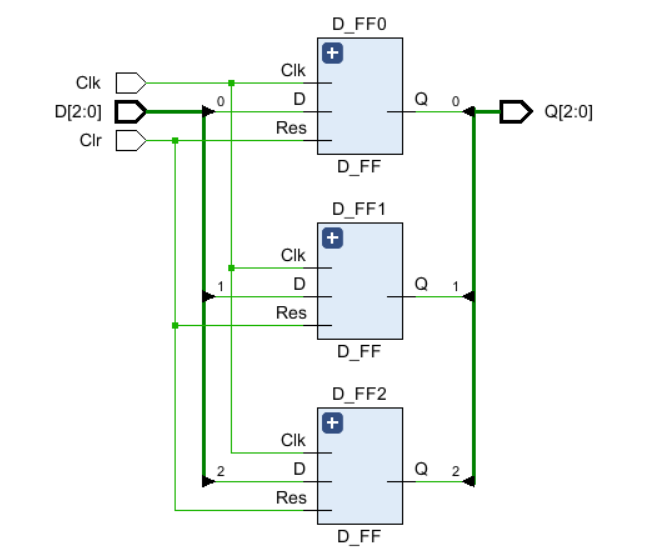 D_FF0
Clk Clk
0 D Q 0
D[2:0] Q[2:0]
Clr Res
D_FF
D_FF1
Clk
1 D Q 1
Res
D_FF
D_FF2
Clk
2 D Q 2
Res
D_FF